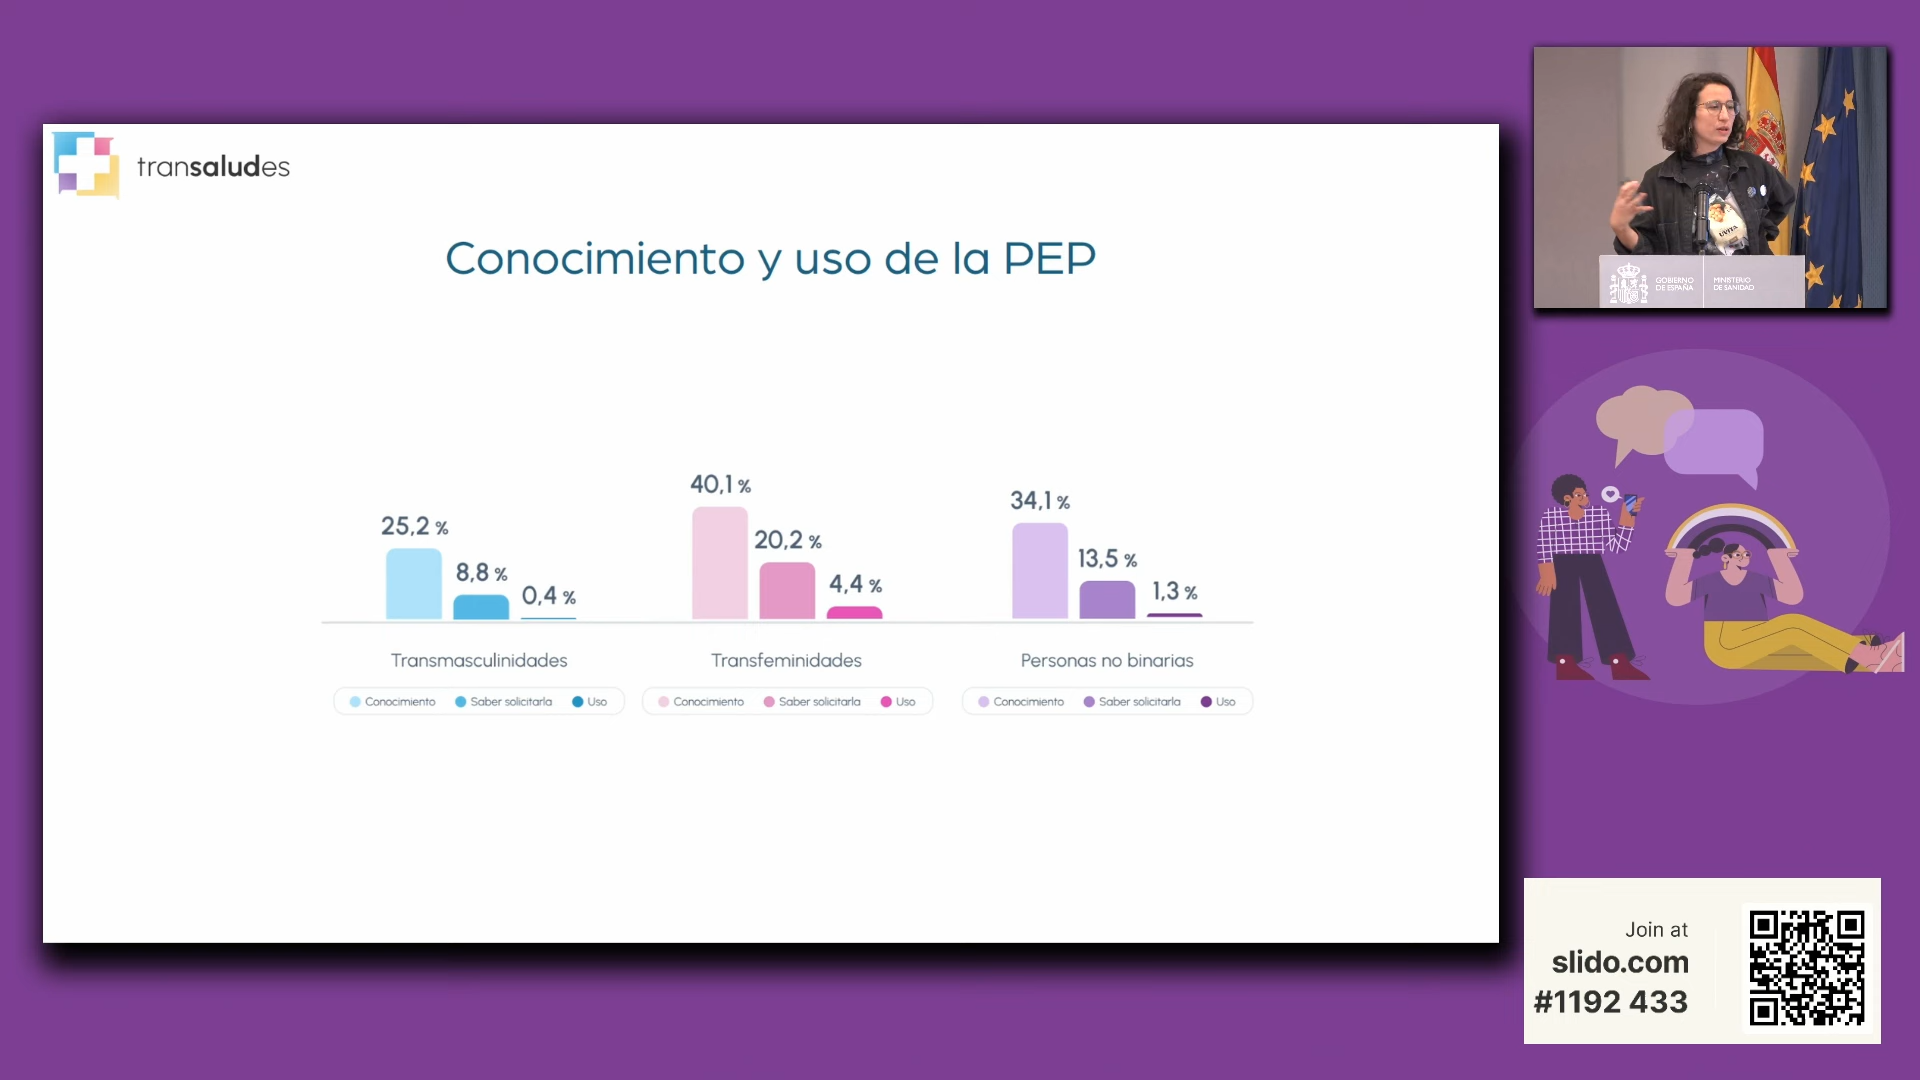 transaludes
Conocimiento y uso de la PEP
25,2 %
8,8 %
0,4 %
40,1 %
20,2 %
4,4 %
34,1 %
13,5 %
1,3 %
Transmasculinidades
Transfeminidades
Personas no binarias
Conocimiento Saber solicitarla Uso
Conocimiento Saber solicitarla Uso
Conocimiento Saber solicitarla Uso
UVITA
GOBIERNO
DE ESPAÑA
MINISTERIO
DE SANIDAD
Join at
slido.com
#1192 433